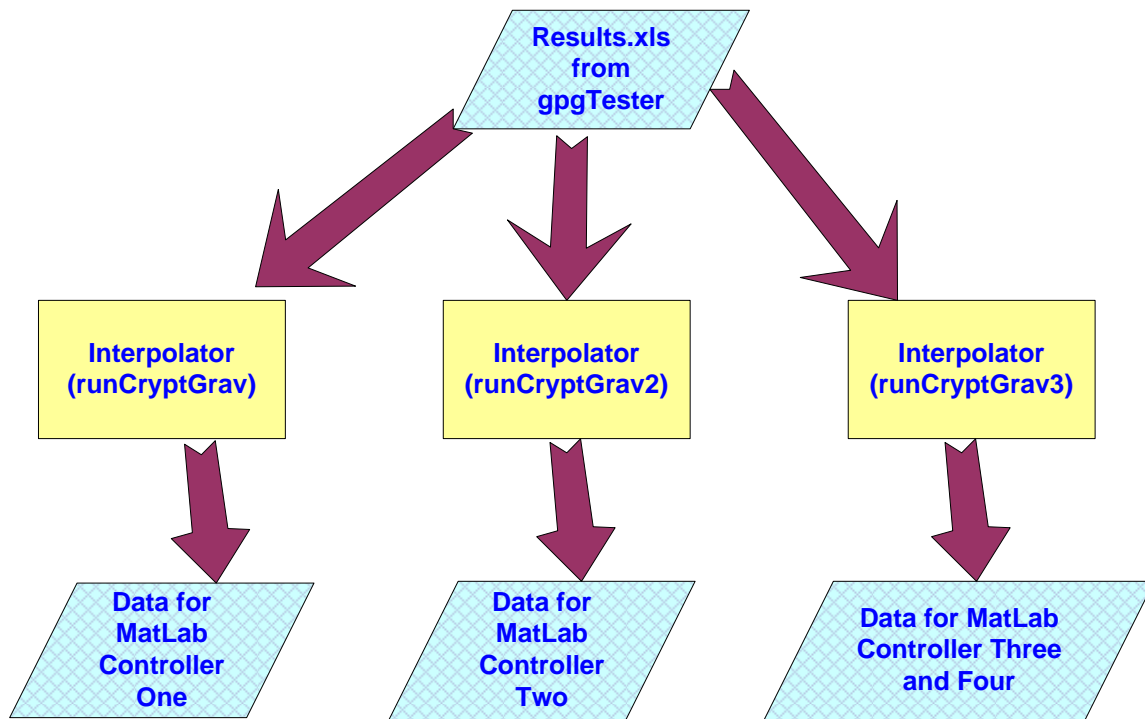 Results.xls
from
gpgTester
Interpolator
(runCryptGrav)
Interpolator
(runCryptGrav2)
Interpolator
(runCryptGrav3)
Data for
MatLab
Controller
One
Data for
MatLab
Controller
Two
Data for MatLab
Controller Three
and Four